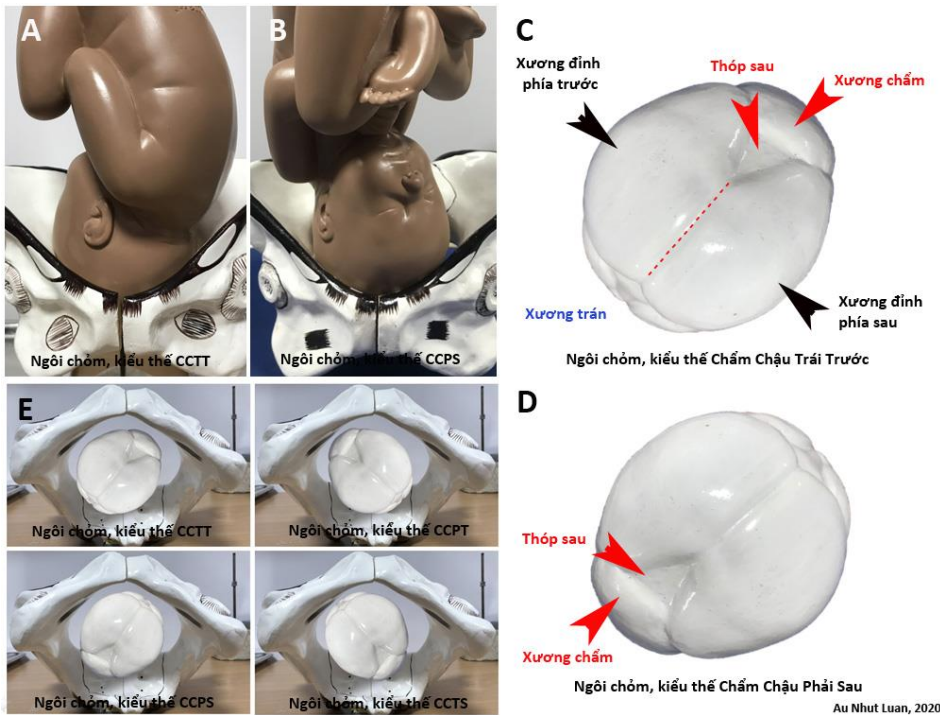 A
B
Ngôi chỏm, kiểu thế CCTT
Ngôi chỏm, kiểu thế CCPS
C
Xương đỉnh
phía trước
Thóp sau
Xương chẩm
Xương trán
Xương đỉnh
phía sau
Ngôi chỏm, kiểu thế Chẩm Chậu Trái Trước
E
Ngôi chỏm, kiểu thế CCTT
Ngôi chỏm, kiểu thế CCPT
Ngôi chỏm, kiểu thế CCPS
Ngôi chỏm, kiểu thế CCTS
D
Thóp sau
Xương chẩm
Ngôi chỏm, kiểu thế Chẩm Chậu Phải Sau
Au Nhut Luan, 2020